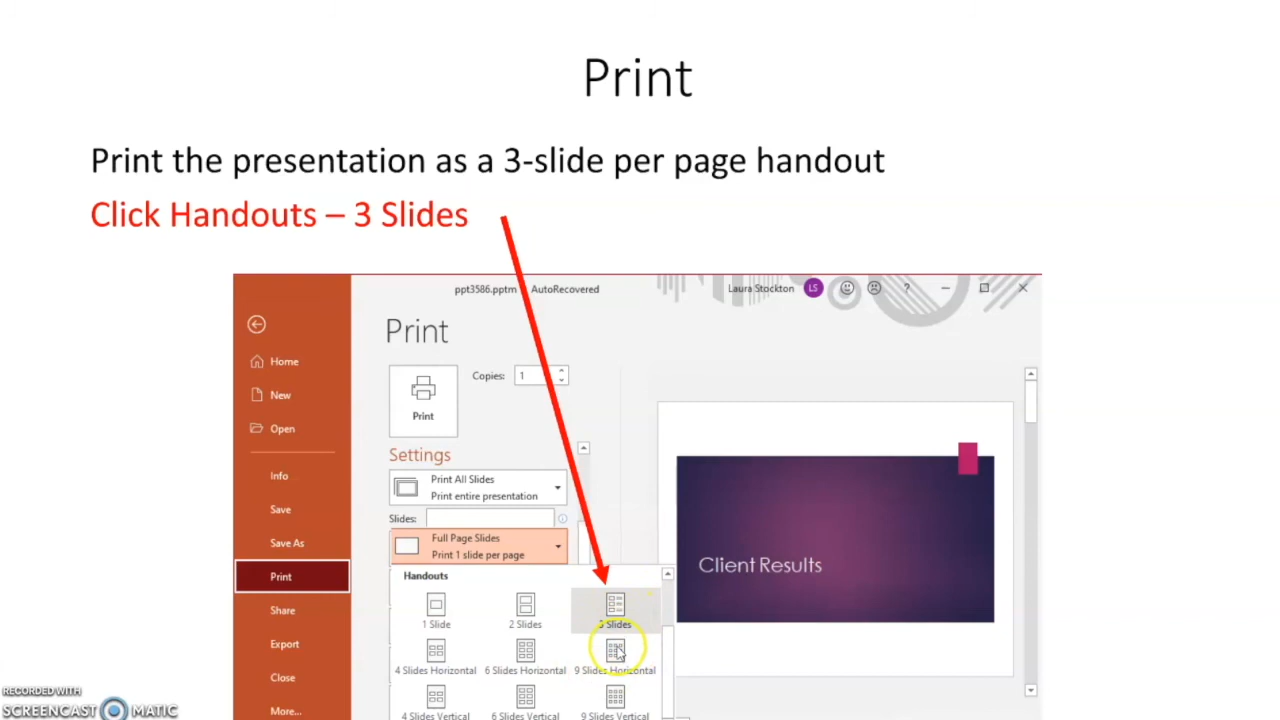 Print
Print the presentation as a 3-slide per page handout
Click Handouts – 3 Slides
ppt3586.pptm - AutoRecovered
Laura Stockton LS ?
Print
Home
New
Open
Info
Save
Save As
Print
Share
Export
Close
More...
Copies: 1
Print
Settings
Print All Slides
Print entire presentation
Slides:
Full Page Slides
Print 1 slide per page
Handouts
1 Slide 2 Slides 3 Slides
4 Slides Horizontal 6 Slides Horizontal 9 Slides Horizontal
4 Slides Vertical 6 Slides Vertical 9 Slides Vertical
Client Results
RECORDED WITH
SCREENCAST MATIC